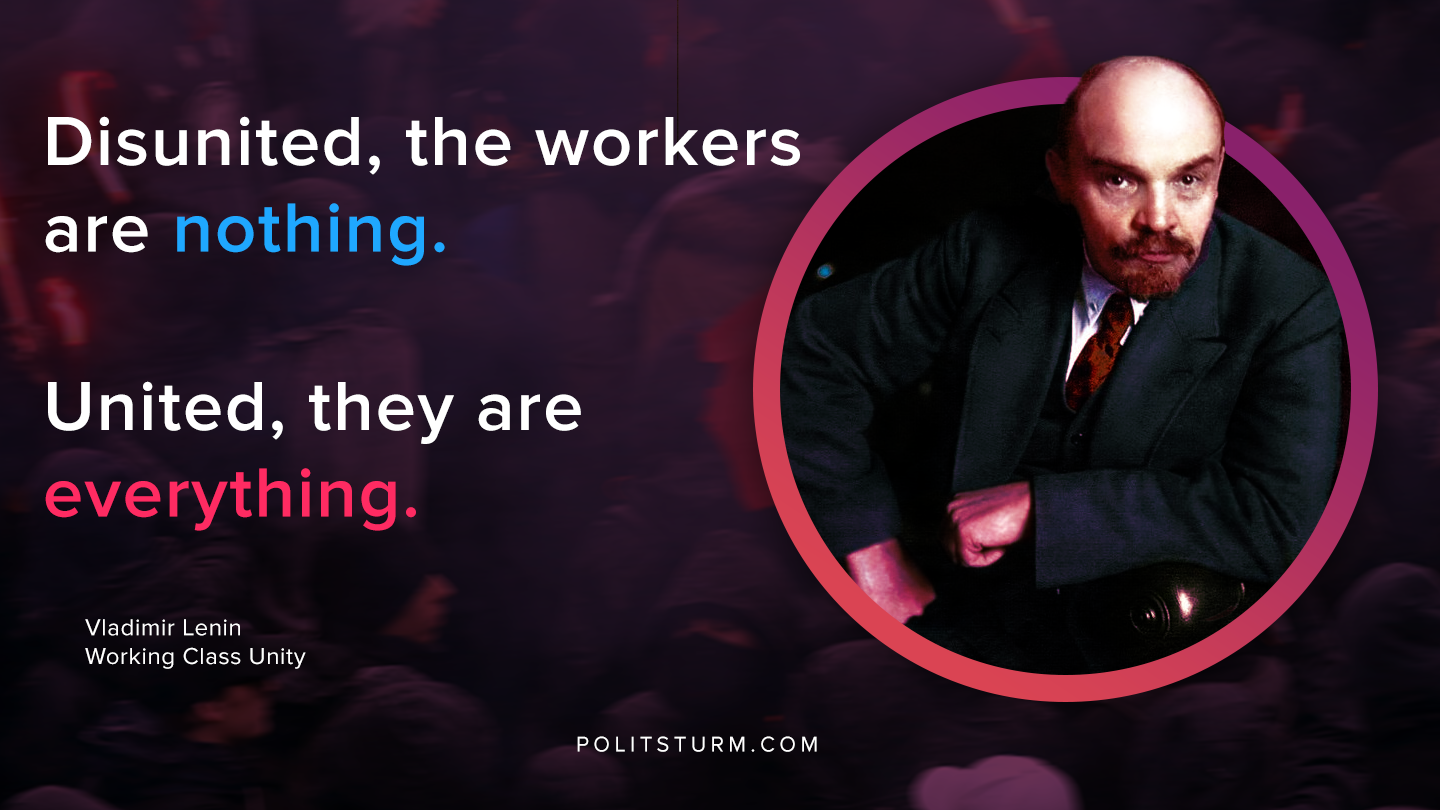 Disunited, the workers
are nothing.
United, they are
everything.
Vladimir Lenin
Working Class Unity
POLITSTURM.COM